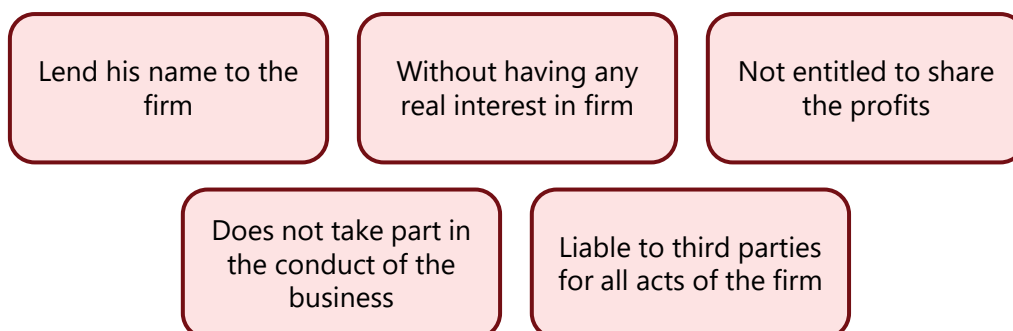 Lend his name to the
firm
Without having any
real interest in firm
Not entitled to share
the profits
Does not take part in
the conduct of the
business
Liable to third parties
for all acts of the firm